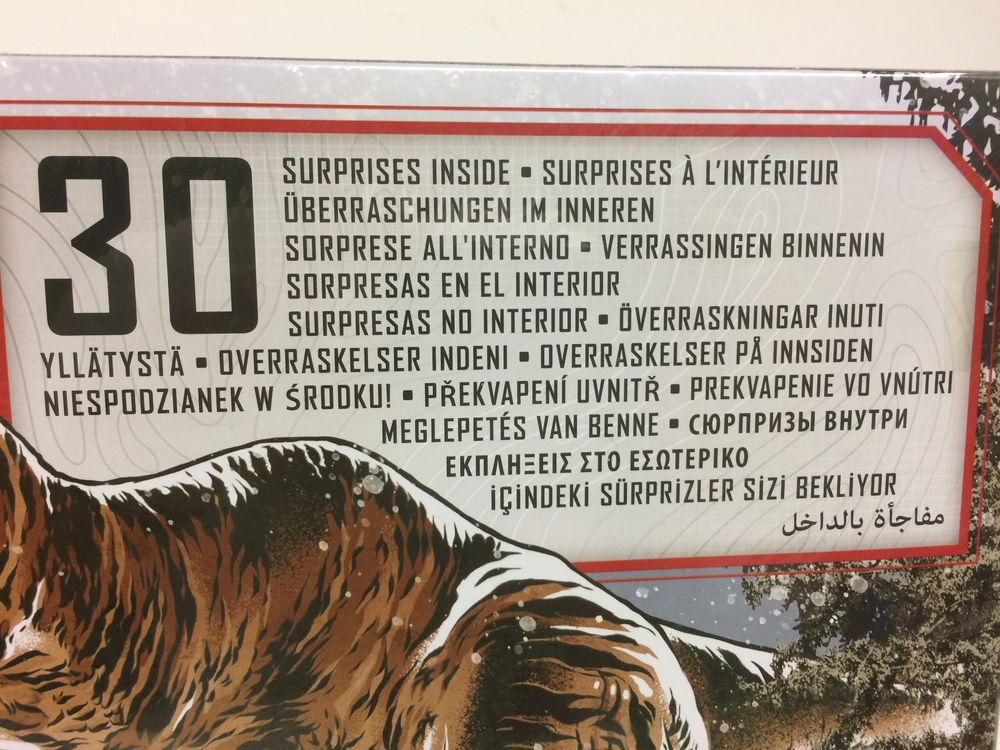 30
SURPRISES INSIDE ▪ SURPRISES À L'INTÉRIEUR
ÜBERRASCHUNGEN IM INNEREN
SORPRESE ALL'INTERNO ▪ VERRASSINGEN BINNENIN
SORPRESAS EN EL INTERIOR
SURPRESAS NO INTERIOR ▪ ÖVERRASKNINGAR INUTI
YLLÄTYSTÄ ▪ OVERRASKELSER INDENI ▪ OVERRASKELSER PÅ INNSIDEN
NIESPODZIANEK W ŚRODKU! ▪ PŘEKVAPENÍ UVNITŘ ▪ PREKVAPENIE VO VNÚTRI
MEGLEPETÉS VAN BENNE ▪ СЮРПРИЗЫ ВНУТРИ
ΕΚΠΛΗΞΕΙΣ ΣΤΟ ΕΣΩΤΕΡΙΚΟ
İÇİNDEKİ SÜRPRİZLER SİZİ BEKLİYOR
مفاجأة بالداخل